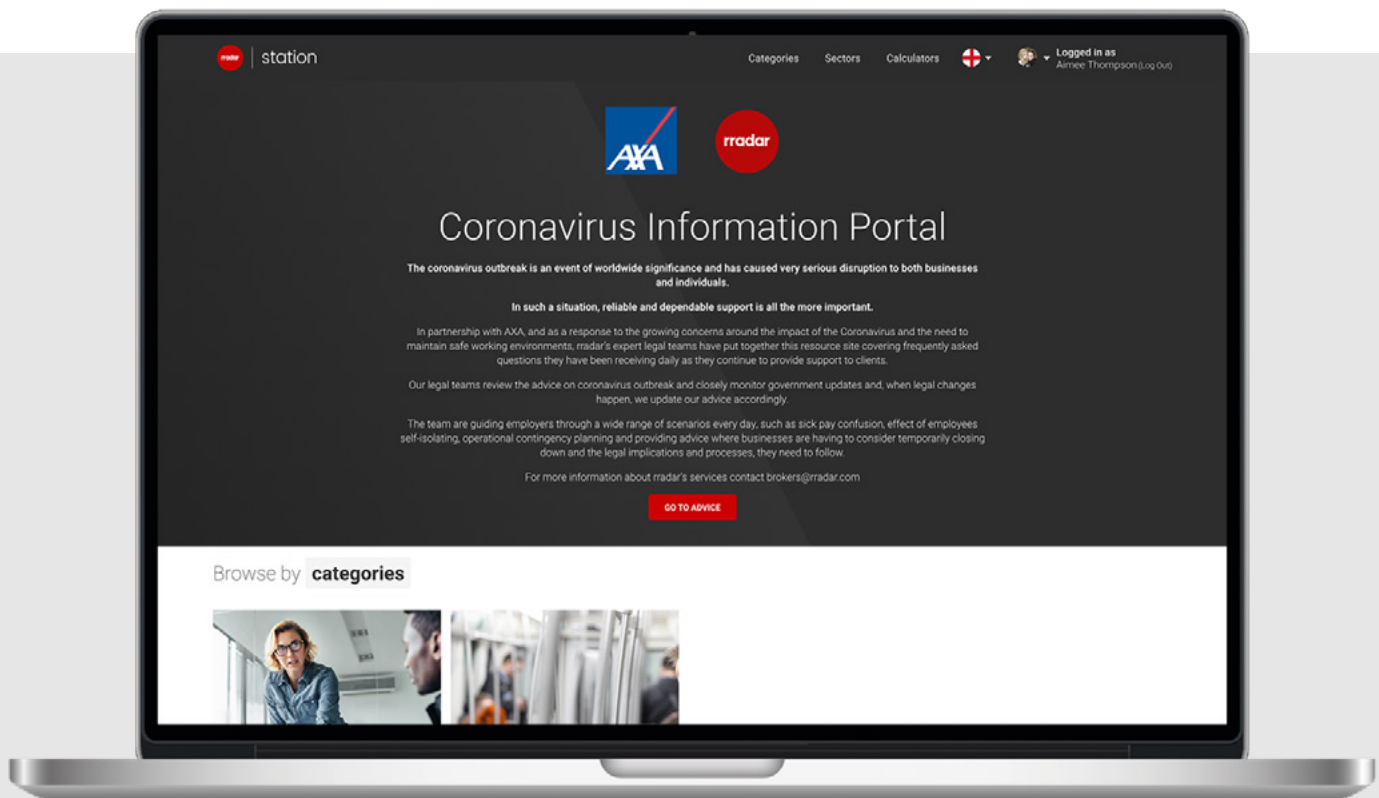 rradar | station
Categories
Sectors
Calculators
Logged in as
Aimee Thompson (Log Out)
AXA
rradar
Coronavirus Information Portal
The coronavirus outbreak is an event of worldwide significance and has caused very serious disruption to both businesses
and individuals.
In such a situation, reliable and dependable support is all the more important.
In partnership with AXA, and as a response to the growing concerns around the impact of the Coronavirus and the need to
maintain safe working environments, rradar's expert legal teams have put together this resource site covering frequently asked
questions they have been receiving daily as they continue to provide support to clients.
Our legal teams review the advice on coronavirus outbreak and closely monitor government updates and, when legal changes
happen, we update our advice accordingly.
The team are guiding employers through a wide range of scenarios every day, such as sick pay confusion, effect of employees
self-isolating, operational contingency planning and providing advice where businesses are having to consider temporarily closing
down and the legal implications and processes, they need to follow.
For more information about rradar's services contact brokers@rradar.com
GO TO ADVICE
Browse by categories